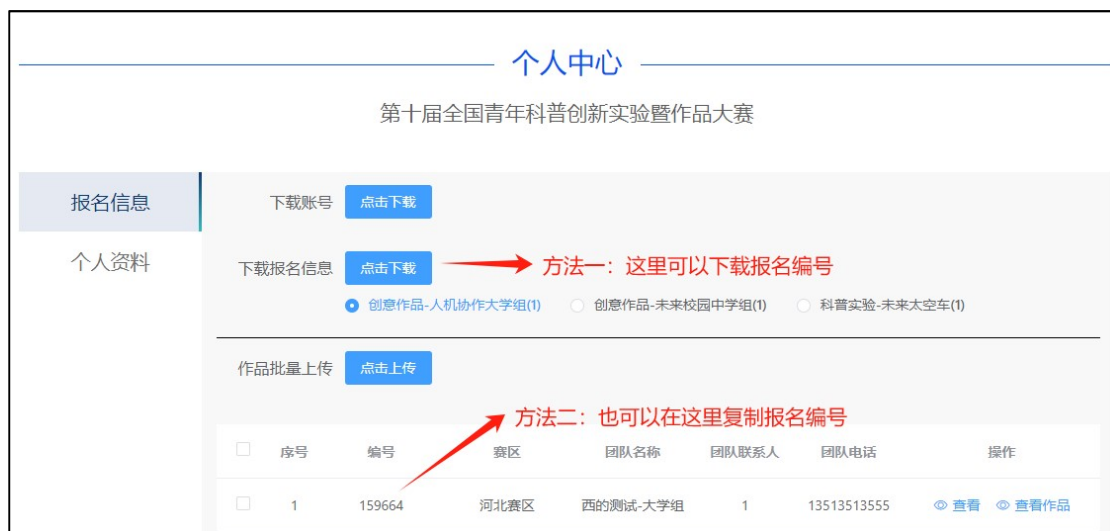 个人中心
第十届全国青年科普创新实验暨作品大赛
报名信息
个人资料
下载账号 点击下载
下载报名信息 点击下载 方法一：这里可以下载报名编号
创意作品-人机协作大学组(1) 创意作品-未来校园中学组(1) 科普实验-未来太空车(1)
作品批量上传 点击上传
方法二：也可以在这里复制报名编号
序号 编号 赛区 团队名称 团队联系人 团队电话 操作
1 159664 河北赛区 西的测试-大学组 1 13513513555 查看 查看作品